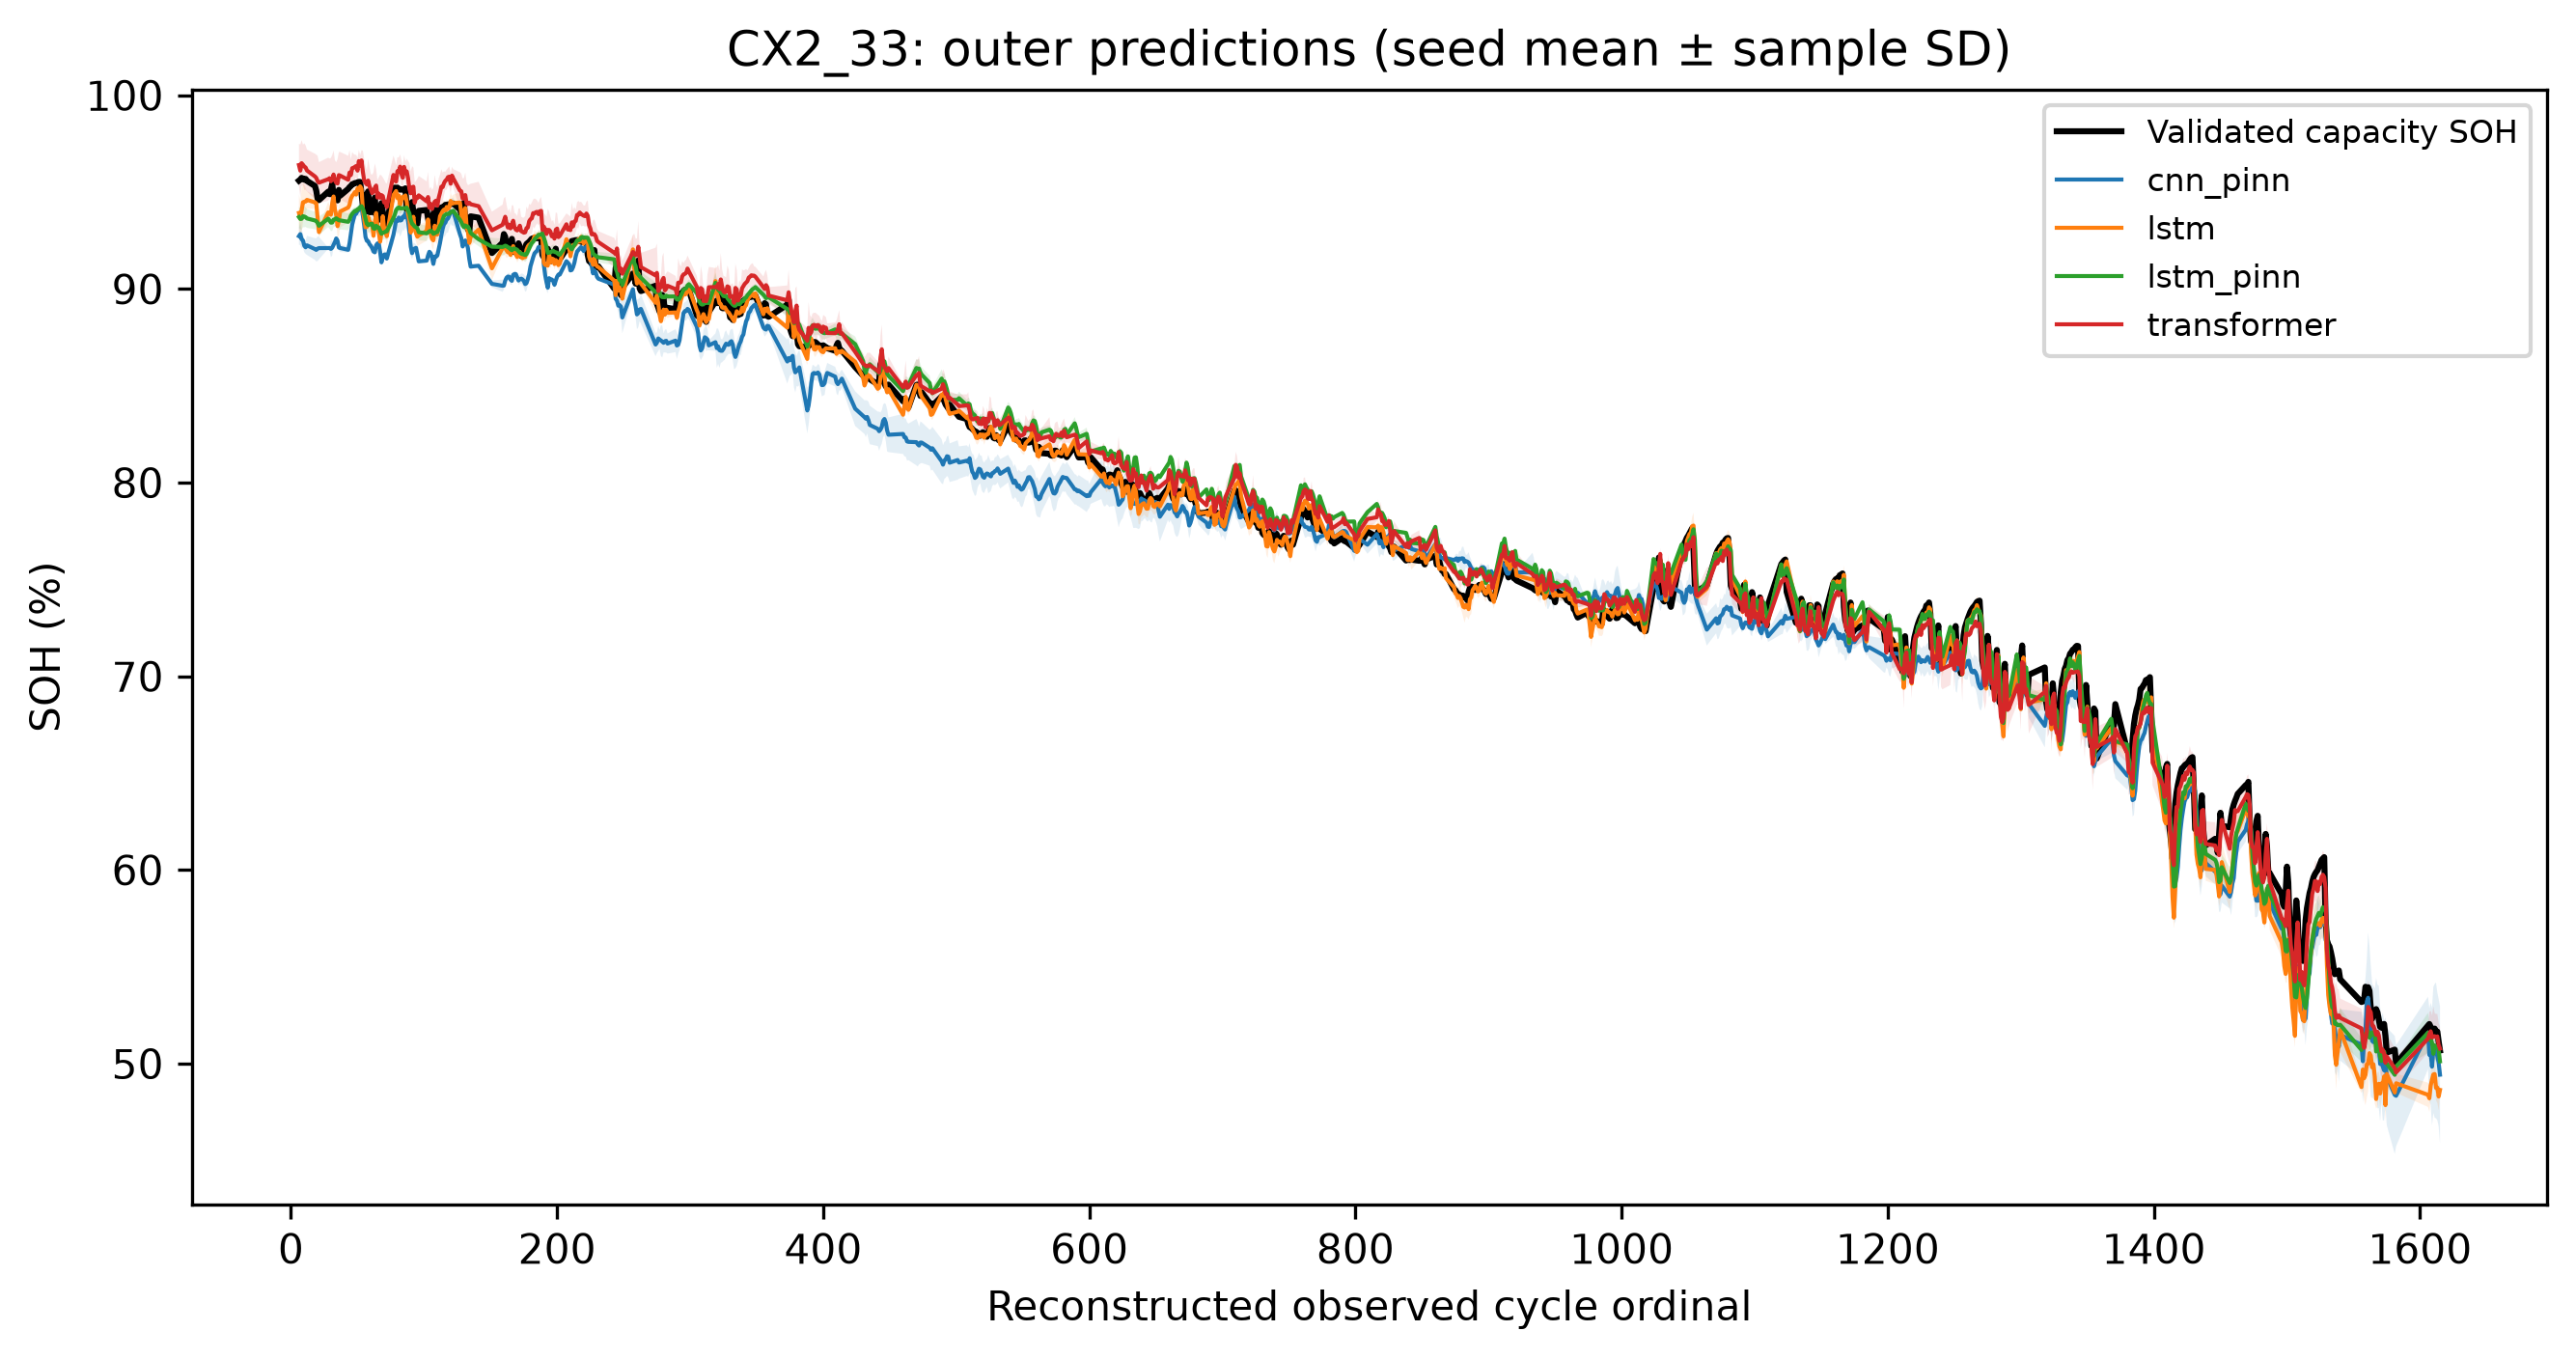 CX2_33: outer predictions (seed mean ± sample SD)
100
90
80
70
60
50
SOH (%)
Validated capacity SOH
cnn_pinn
lstm
lstm_pinn
transformer
0 200 400 600 800 1000 1200 1400 1600
Reconstructed observed cycle ordinal